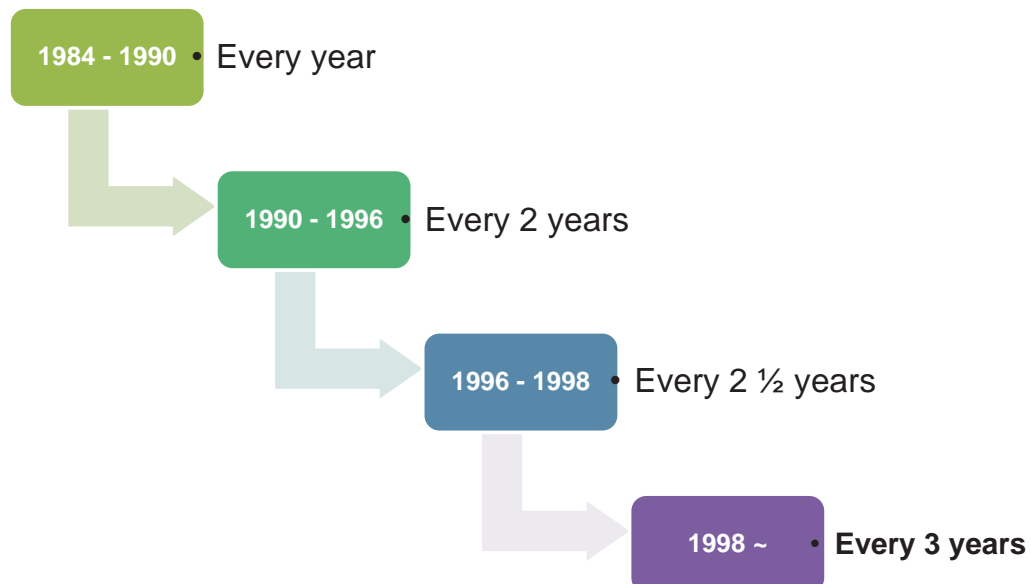 1984 - 1990 • Every year
1990 - 1996 • Every 2 years
1996 - 1998 • Every 2 ½ years
1998 ~ • Every 3 years